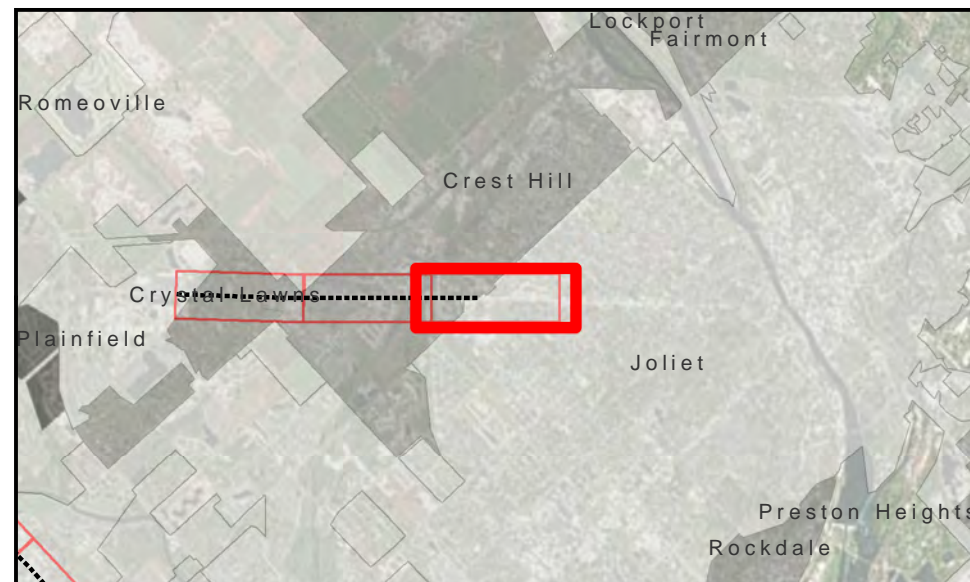 Lockport
Fairmont
Romeoville
Crest Hill
Crystal Lawns
Plainfield
Joliet
Preston Heights
Rockdale